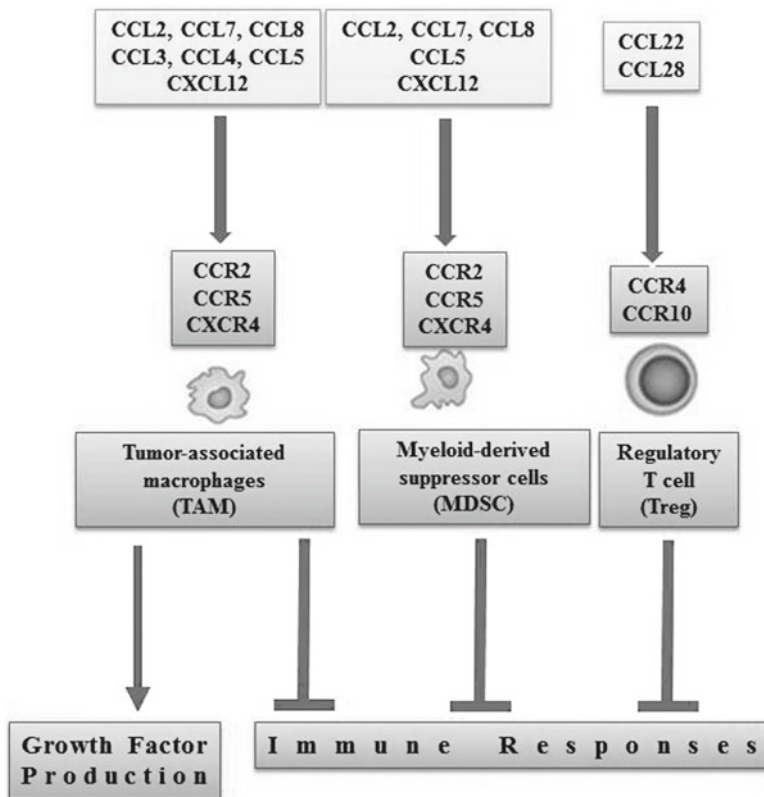 CCL2, CCL7, CCL8
CCL3, CCL4, CCL5
CXCL12
CCL2, CCL7, CCL8
CCL5
CXCL12
CCL22
CCL28
CCR2
CCR5
CXCR4
CCR2
CCR5
CXCR4
CCR4
CCR10
Tumor-associated
macrophages
(TAM)
Myeloid-derived
suppressor cells
(MDSC)
Regulatory
T cell
(Treg)
Growth Factor
Production
Immune Responses